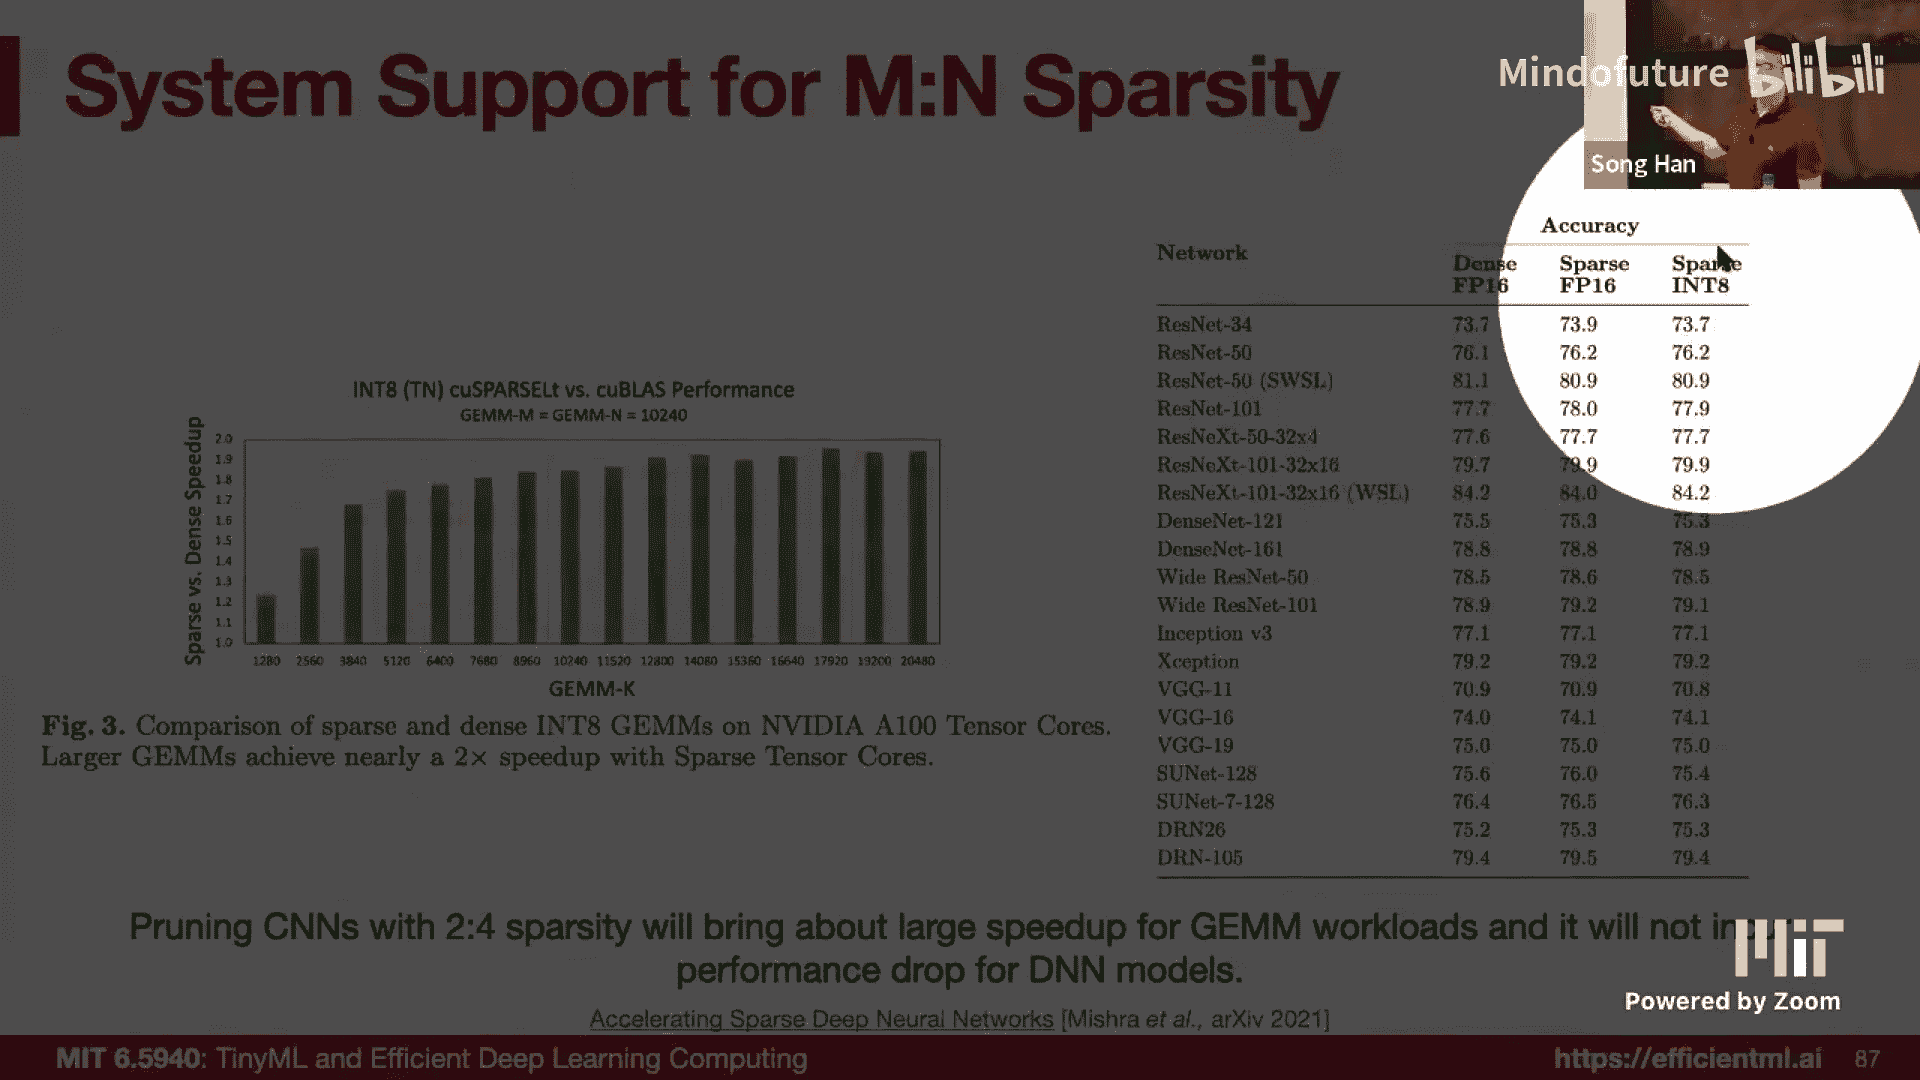 System Support for M:N Sparsity
Mindofuture bilibili
Song Han
INT8 (TN) cuSPARSELt vs. cuBLAS Performance
GEMM-M = GEMM-N = 10240
Sparse vs. Dense Speedup
2.0
1.9
1.8
1.7
1.6
1.5
1.4
1.3
1.2
1.1
1.0
1280 2560 3840 5120 6400 7680 8960 10240 11520 12800 14080 15360 16640 17920 19200 20480
GEMM-K
Fig. 3. Comparison of sparse and dense INT8 GEMMs on NVIDIA A100 Tensor Cores.
Larger GEMMs achieve nearly a 2× speedup with Sparse Tensor Cores.
Accuracy
Network
Dense Sparse Sparse
FP16 FP16 INT8
ResNet-34 73.7 73.9 73.7
ResNet-50 76.1 76.2 76.2
ResNet-50 (SWSL) 81.1 80.9 80.9
ResNet-101 77.7 78.0 77.9
ResNeXt-50-32x4 77.6 77.7 77.7
ResNeXt-101-32x16 79.7 79.9 79.9
ResNeXt-101-32x16 (WSL) 84.2 84.0 84.2
DenseNet-121 75.5 75.3 75.3
DenseNet-161 78.8 78.8 78.9
Wide ResNet-50 78.5 78.6 78.5
Wide ResNet-101 78.9 79.2 79.1
Inception v3 77.1 77.1 77.1
Xception 79.2 79.2 79.2
VGG-11 70.9 70.9 70.8
VGG-16 74.0 74.1 74.1
VGG-19 75.0 75.0 75.0
SUNet-128 75.6 76.0 75.4
SUNet-7-128 76.4 76.5 76.3
DRN26 75.2 75.3 75.3
DRN-105 79.4 79.5 79.4
Pruning CNNs with 2:4 sparsity will bring about large speedup for GEMM workloads and it will not
performance drop for DNN models.
Accelerating Sparse Deep Neural Networks [Mishra et al., arXiv 2021]
MIT
Powered by Zoom
MIT 6.5940: TinyML and Efficient Deep Learning Computing
https://efficientml.ai 87